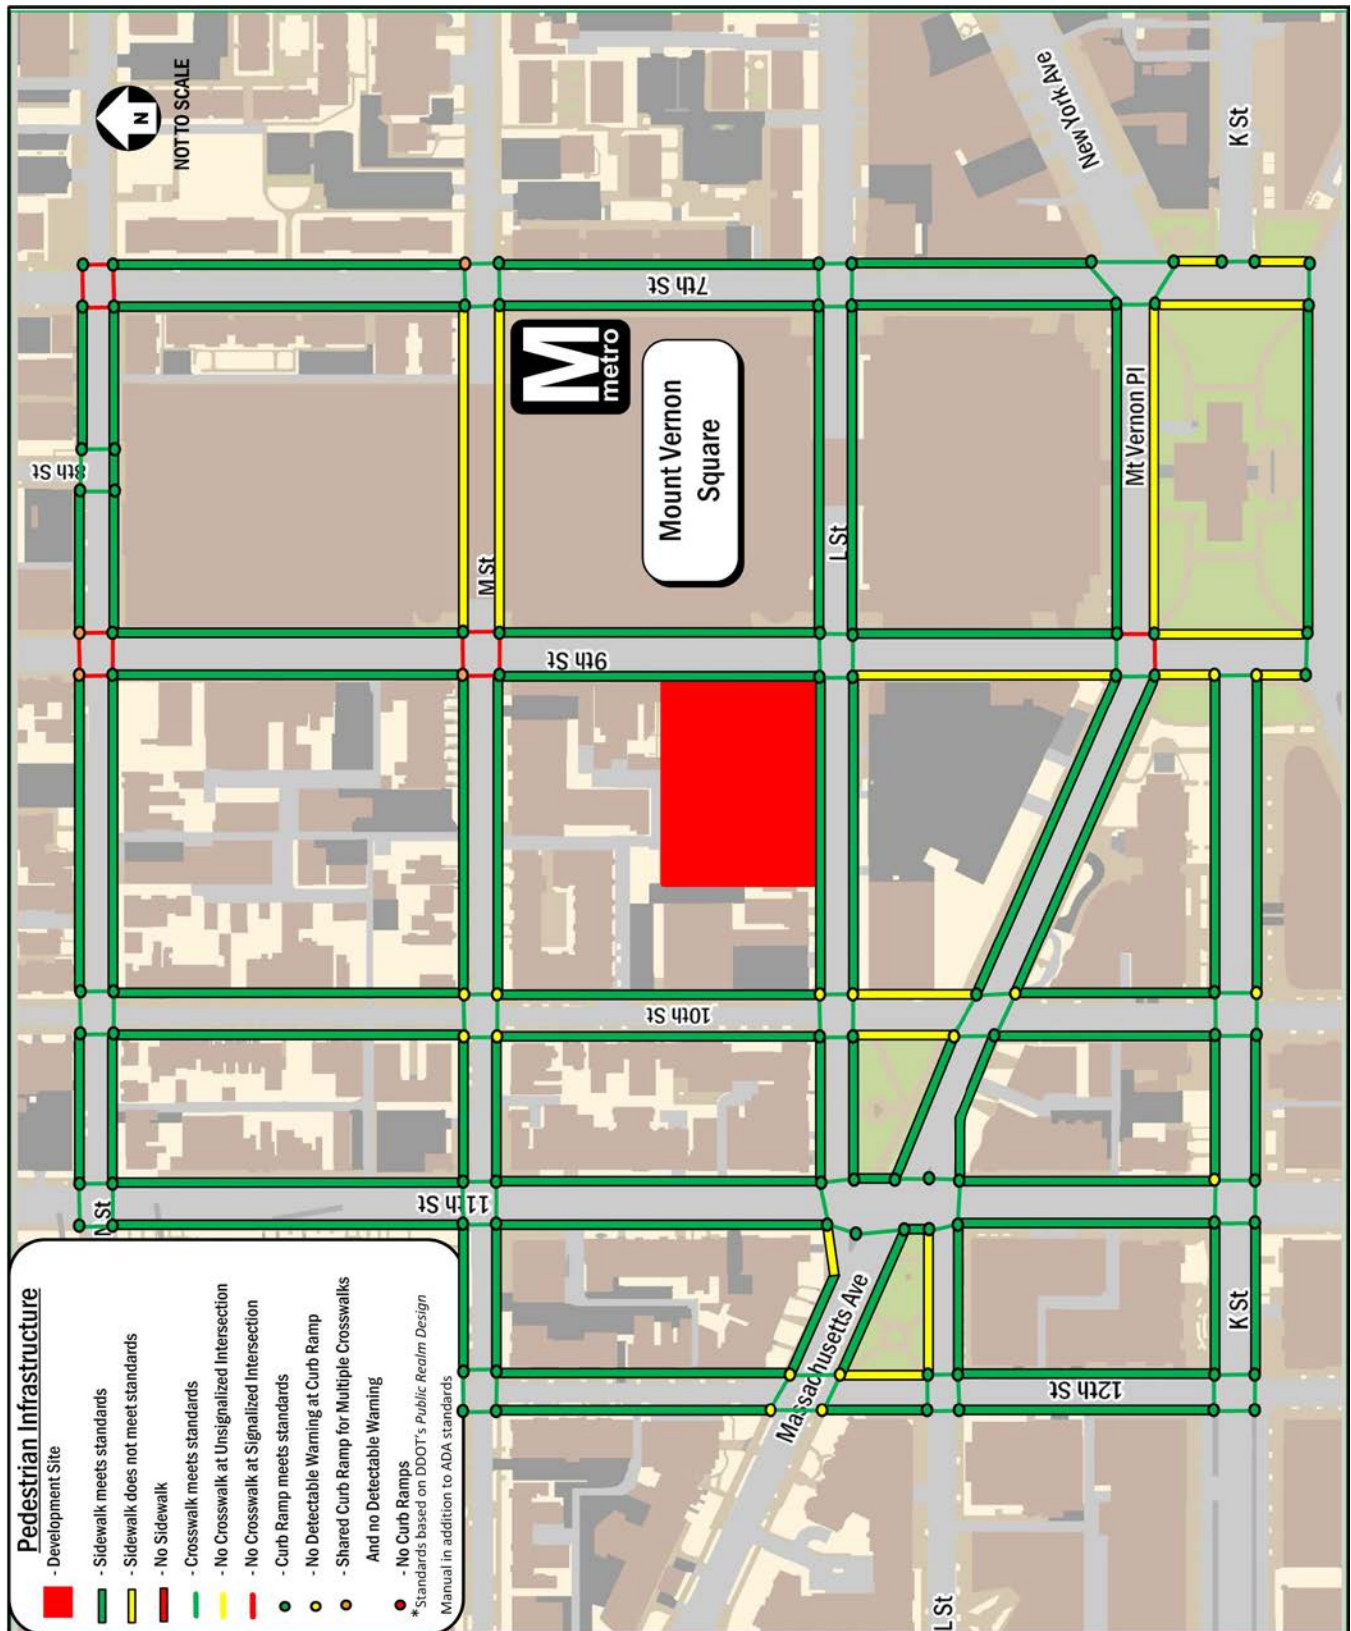 Pedestrian Infrastructure
- Development Site
- Sidewalk meets standards
- Sidewalk does not meet standards
- No Sidewalk
- Crosswalk meets standards
- No Crosswalk at Unsignalized Intersection
- No Crosswalk at Signalized Intersection
- Curb Ramp meets standards
- No Detectable Warning at Curb Ramp
- Shared Curb Ramp for Multiple Crosswalks
And no Detectable Warning
- No Curb Ramps
*Standards based on DDOT's Public Realm Design
Manual in addition to ADA standards
N
NOT TO SCALE
N St
8th St
7th St
11th St
M St
M
metro
Mount Vernon
Square
9th St
10th St
L St
New York Ave
Mt Vernon Pl
Massachusetts Ave
12th St
L St
K St
K St